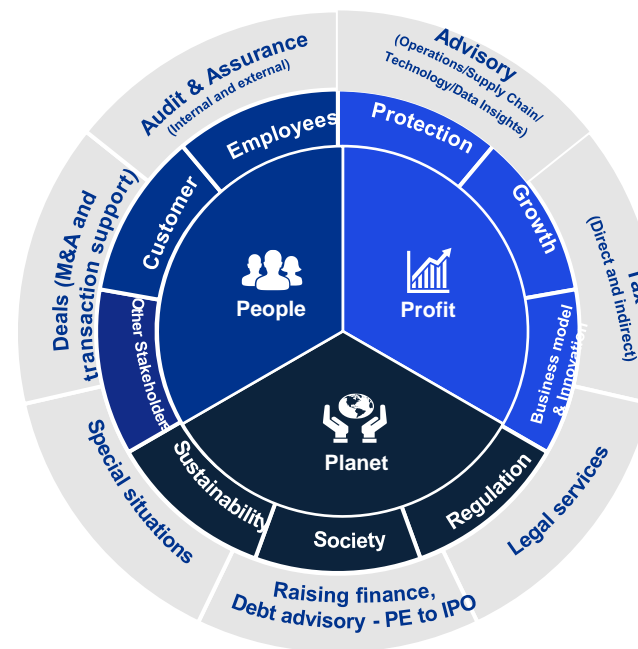 Advisory
(Operations/Supply Chain/
Technology/Data Insights)
Tax
(Direct and indirect)
Legal services
Raising finance,
Debt advisory - PE to IPO
Special situations
Deals (M&A and
transaction support)
Audit & Assurance
(Internal and external)
Employees
Protection
Growth
Business model
& Innovation
Regulation
Society
Sustainability
Other Stakeholders
Customer
People
Profit
Planet